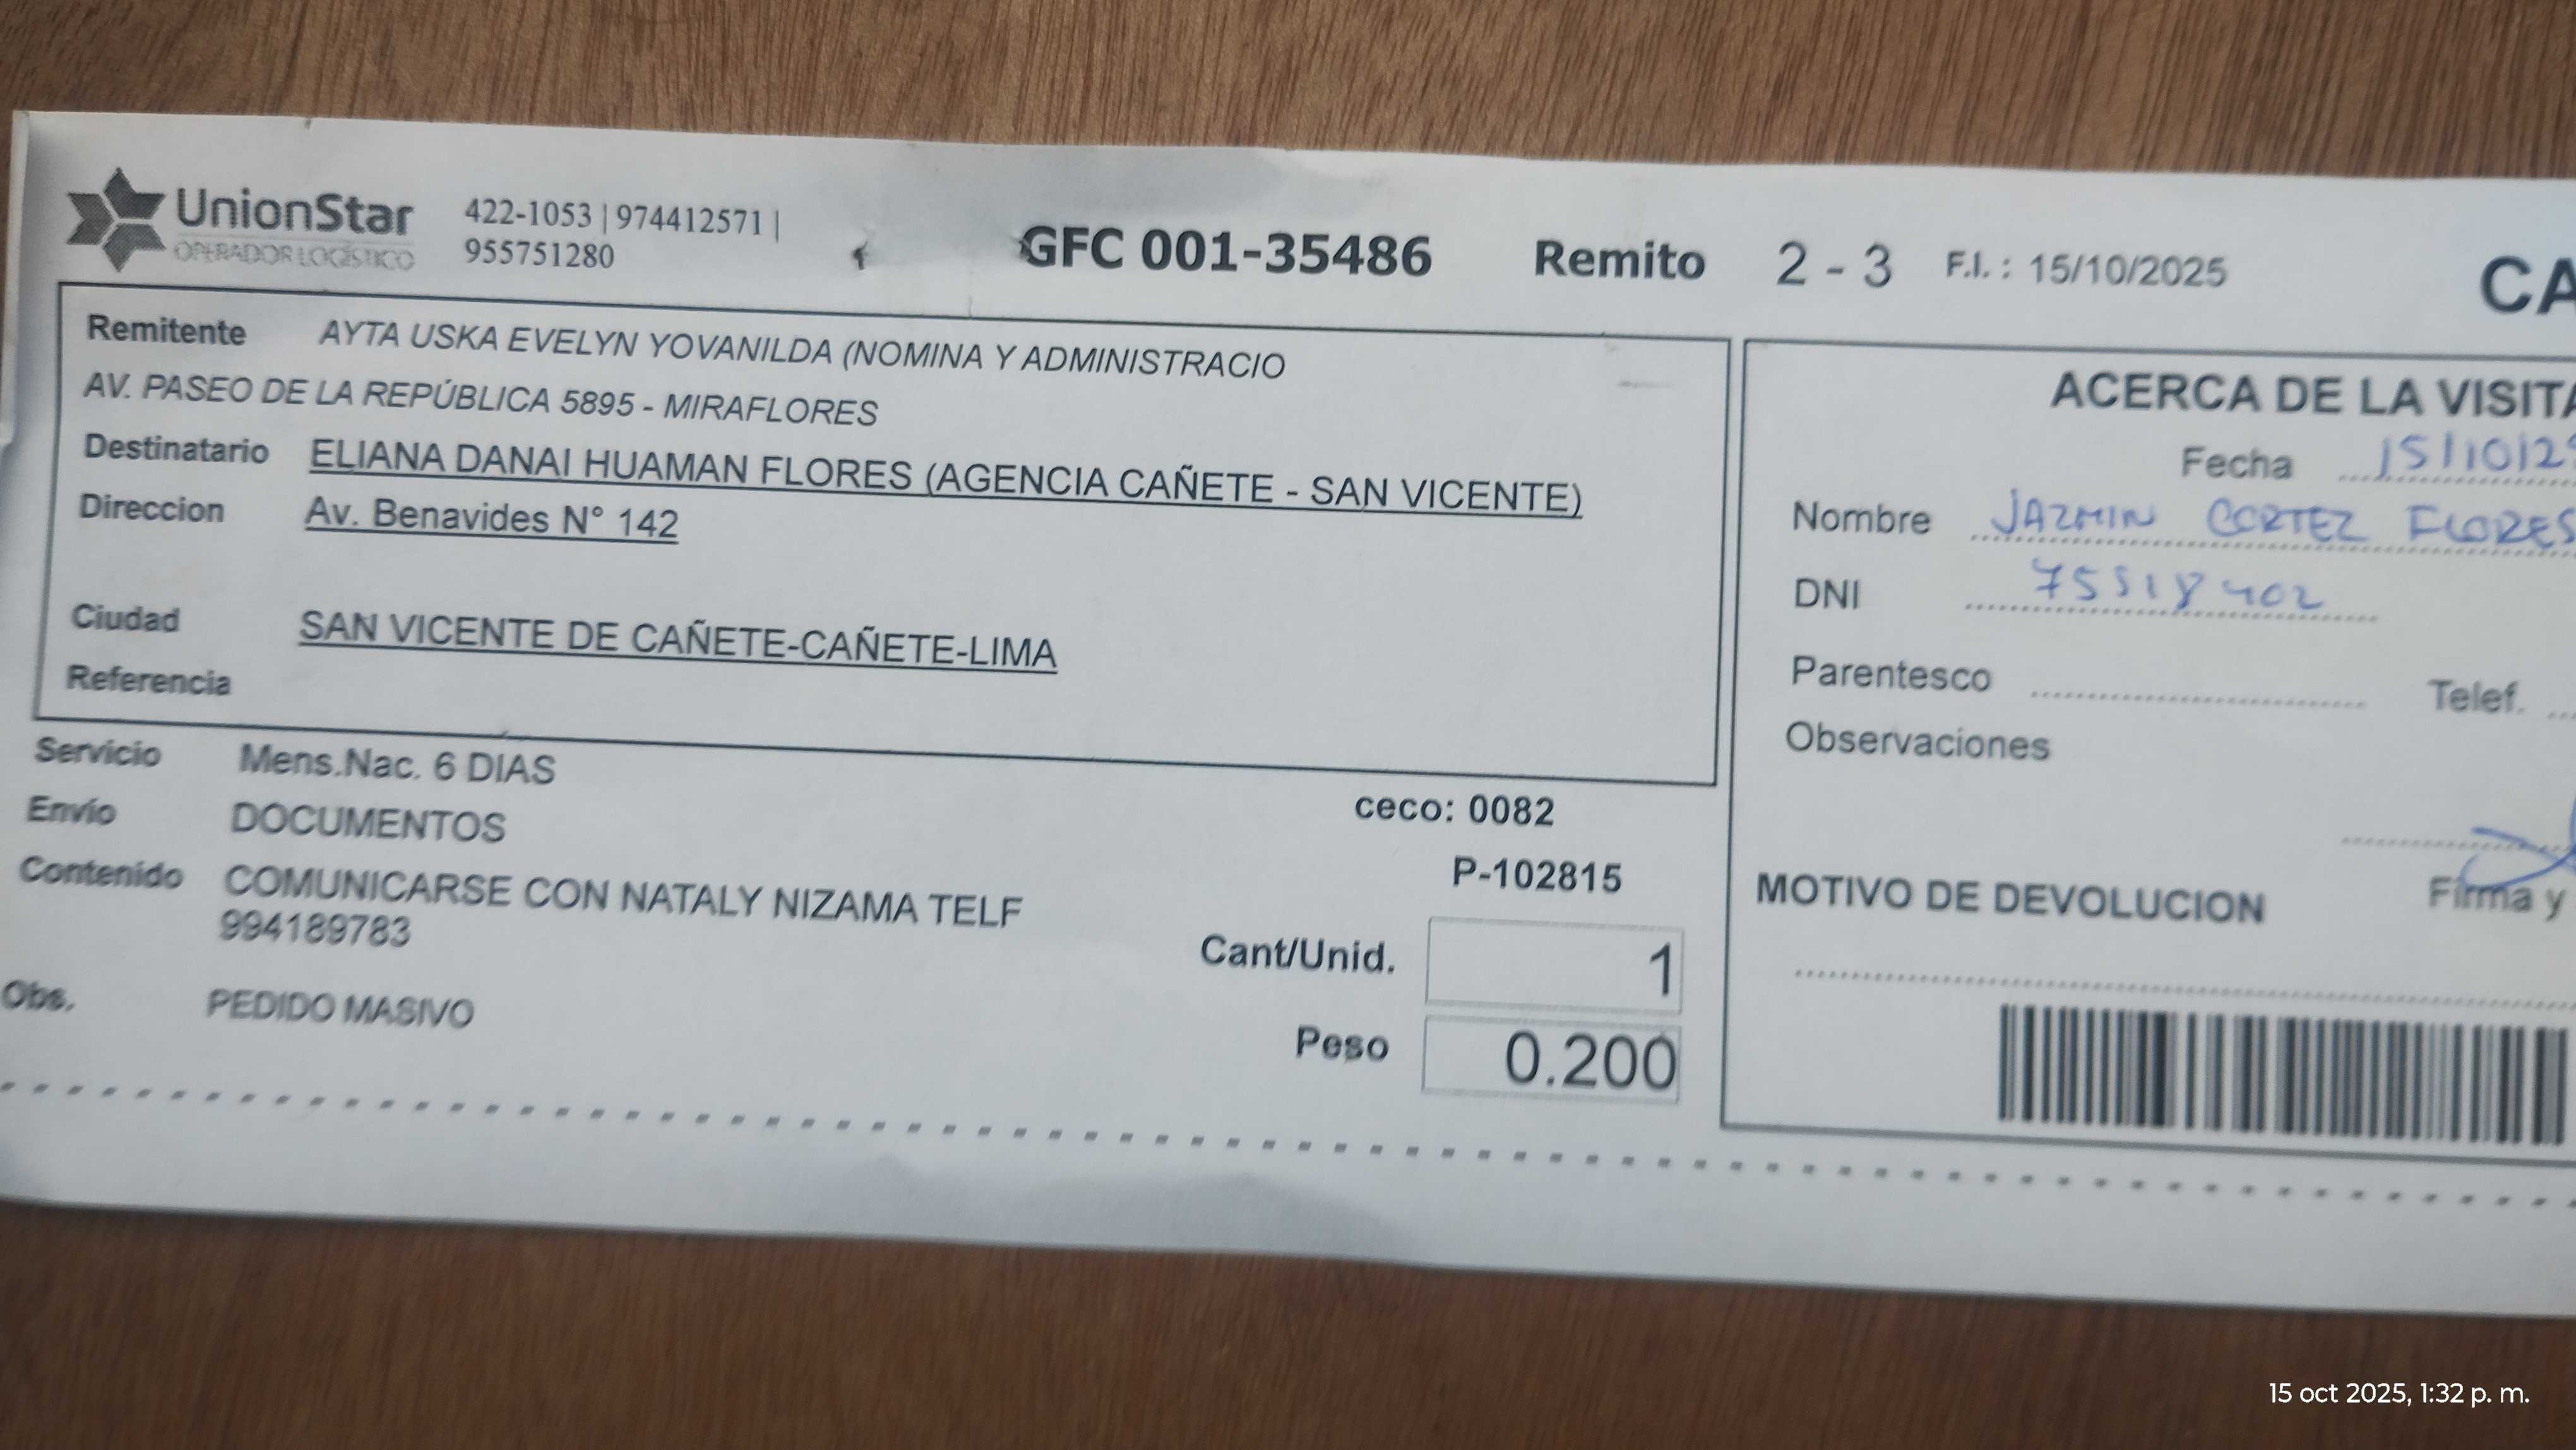 UnionStar
OPERADOR LOGÍSTICO
422-1053 | 974412571 |
955751280
GFC 001-35486 Remito 2 - 3 F.I. : 15/10/2025
CA
Remitente AYTA USKA EVELYN YOVANILDA (NOMINA Y ADMINISTRACIO
AV. PASEO DE LA REPÚBLICA 5895 - MIRAFLORES
Destinatario ELIANA DANAI HUAMAN FLORES (AGENCIA CAÑETE - SAN VICENTE)
Direccion Av. Benavides N° 142
Ciudad SAN VICENTE DE CAÑETE-CAÑETE-LIMA
Referencia
Servicio Mens.Nac. 6 DIAS
Envío DOCUMENTOS
Contenido COMUNICARSE CON NATALY NIZAMA TELF
994189783
Obs. PEDIDO MASIVO
ceco: 0082
P-102815
Cant/Unid. 1
Peso 0.200
ACERCA DE LA VISITA
Fecha 15/10/25
Nombre JAZMIN CORTEZ FLORES
DNI 75518402
Parentesco Telef.
Observaciones
Firma y
MOTIVO DE DEVOLUCION
15 oct 2025, 1:32 p. m.